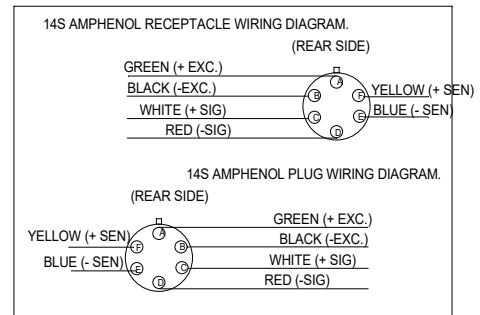 14S AMPHENOL RECEPTACLE WIRING DIAGRAM.
(REAR SIDE)
GREEN (+ EXC.)
A
BLACK (-EXC.)
B
F
YELLOW (+ SEN)
WHITE (+ SIG)
C
E
BLUE (- SEN)
RED (-SIG)
D
14S AMPHENOL PLUG WIRING DIAGRAM.
(REAR SIDE)
GREEN (+ EXC.)
A
YELLOW (+ SEN)
F
B
BLACK (-EXC.)
BLUE (- SEN)
E
C
WHITE (+ SIG)
D
RED (-SIG)